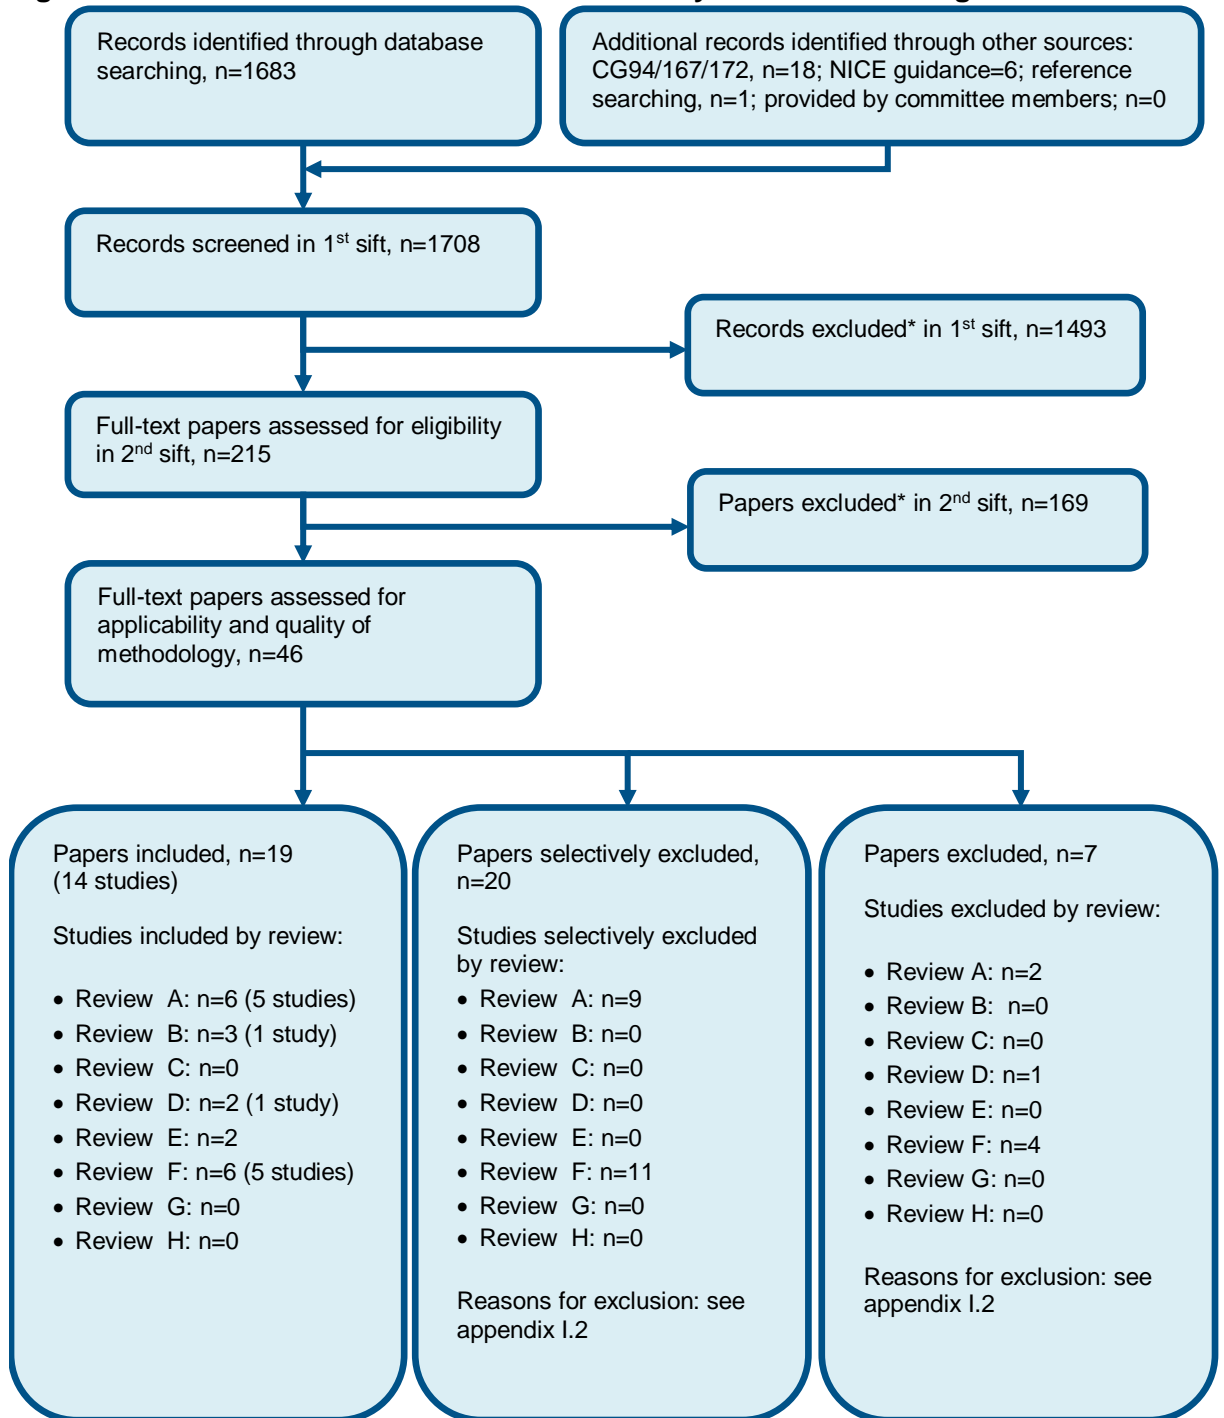 Records identified through database
searching, n=1683
Additional records identified through other sources:
CG94/167/172, n=18; NICE guidance=6; reference
searching, n=1; provided by committee members; n=0
Records screened in 1st sift, n=1708
Records excluded* in 1st sift, n=1493
Full-text papers assessed for eligibility
in 2nd sift, n=215
Papers excluded* in 2nd sift, n=169
Full-text papers assessed for
applicability and quality of
methodology, n=46
Papers included, n=19
(14 studies)
Studies included by review:
• Review A: n=6 (5 studies)
• Review B: n=3 (1 study)
• Review C: n=0
• Review D: n=2 (1 study)
• Review E: n=2
• Review F: n=6 (5 studies)
• Review G: n=0
• Review H: n=0
Papers selectively excluded,
n=20
Studies selectively excluded
by review:
• Review A: n=9
• Review B: n=0
• Review C: n=0
• Review D: n=0
• Review E: n=0
• Review F: n=11
• Review G: n=0
• Review H: n=0
Reasons for exclusion: see
appendix I.2
Papers excluded, n=7
Studies excluded by review:
• Review A: n=2
• Review B: n=0
• Review C: n=0
• Review D: n=1
• Review E: n=0
• Review F: n=4
• Review G: n=0
• Review H: n=0
Reasons for exclusion: see
appendix I.2